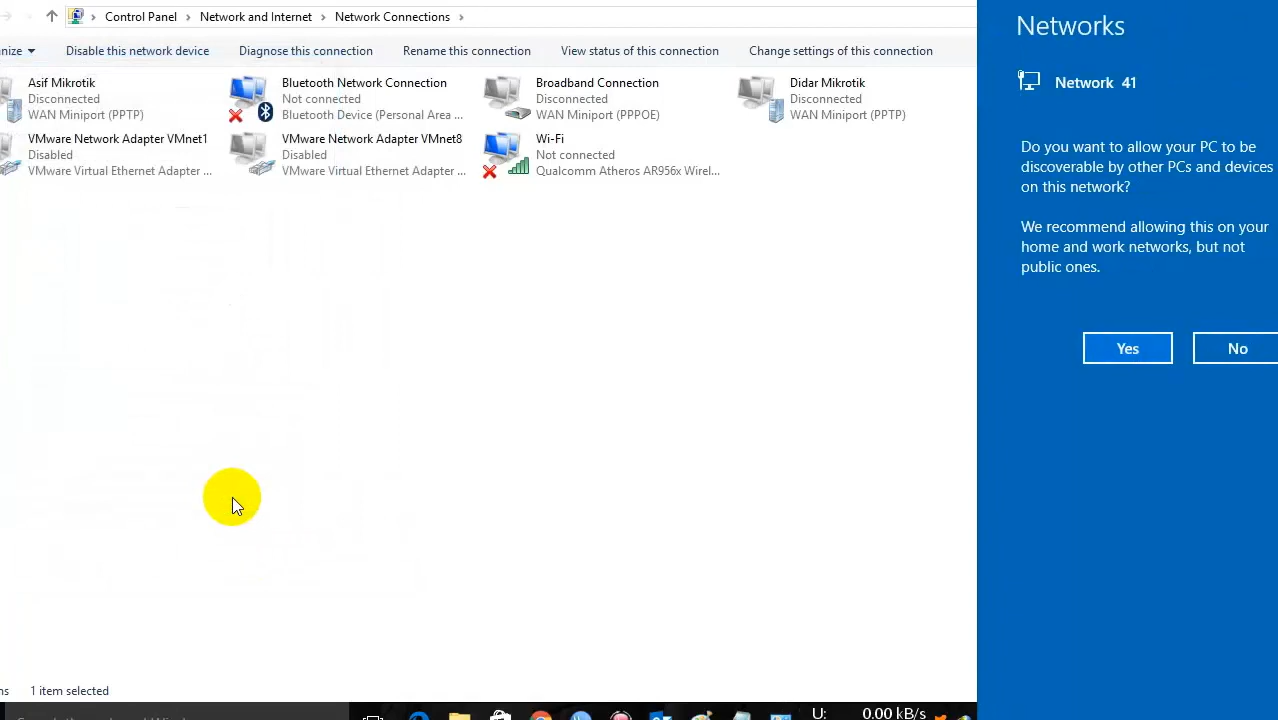 Control Panel > Network and Internet > Network Connections >
Disable this network device
Diagnose this connection
Rename this connection
View status of this connection
Change settings of this connection
Asif Mikrotik
Disconnected
WAN Miniport (PPTP)
Bluetooth Network Connection
Not connected
Bluetooth Device (Personal Area ...
Broadband Connection
Disconnected
WAN Miniport (PPPOE)
Didar Mikrotik
Disconnected
WAN Miniport (PPTP)
VMware Network Adapter VMnet1
Disabled
VMware Virtual Ethernet Adapter ...
VMware Network Adapter VMnet8
Disabled
VMware Virtual Ethernet Adapter ...
Wi-Fi
Not connected
Qualcomm Atheros AR956x Wirel...
1 item selected
U: 0.00 kB/s
Networks
Network 41
Do you want to allow your PC to be
discoverable by other PCs and devices
on this network?
We recommend allowing this on your
home and work networks, but not
public ones.
Yes
No